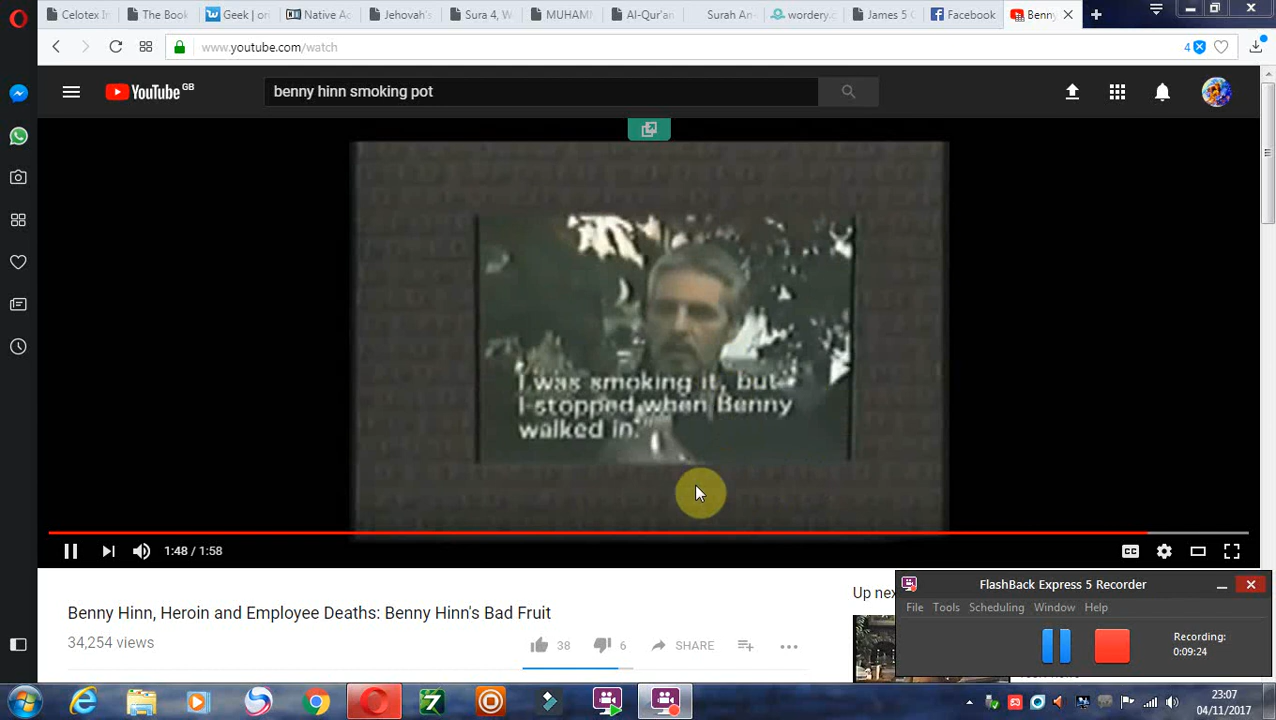 Celotex In
The Book
Geek | on
Native Ac
Jehovah's
Sura 4, W
MUHAMM
Al-Qur'an
Surah An-
wordery.c
James 5 (
Facebook
Benny
www.youtube.com/watch
4
YouTube GB
benny hinn smoking pot
I was smoking it, but
I stopped when Benny
walked in."
1:48 / 1:58
CC
Benny Hinn, Heroin and Employee Deaths: Benny Hinn's Bad Fruit
34,254 views
38
6
SHARE
Up nex
FlashBack Express 5 Recorder
File Tools Scheduling Window Help
Recording:
0:09:24
23:07
04/11/2017